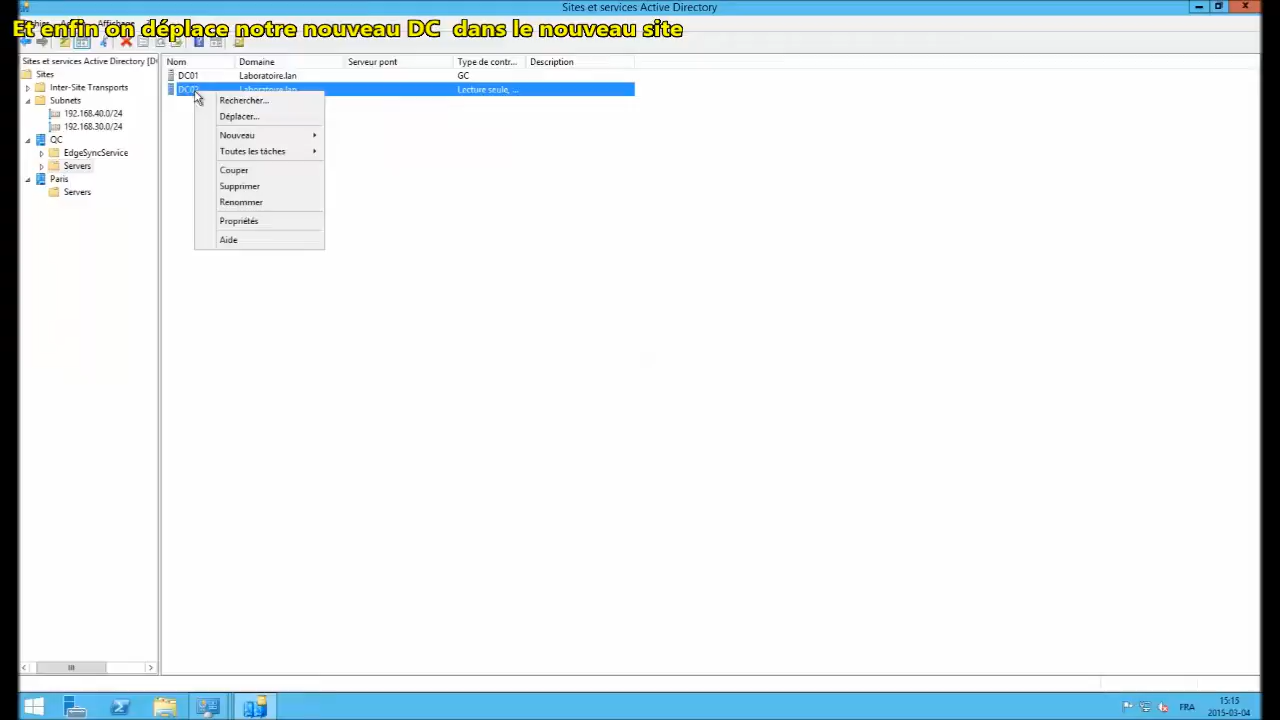 Sites et services Active Directory
Et enfin on déplace notre nouveau DC dans le nouveau site
Sites et services Active Directory [D
Sites
Inter-Site Transports
Subnets
192.168.40.0/24
192.168.30.0/24
QC
EdgeSyncService
Servers
Paris
Servers
Nom Domaine Serveur pont Type de contr... Description
DC01 Laboratoire.lan GC
Laboratoire.lan Lecture seule, ...
Rechercher...
Déplacer...
Nouveau
Toutes les tâches
Couper
Supprimer
Renommer
Propriétés
Aide
FRA
15:15
2015-03-04